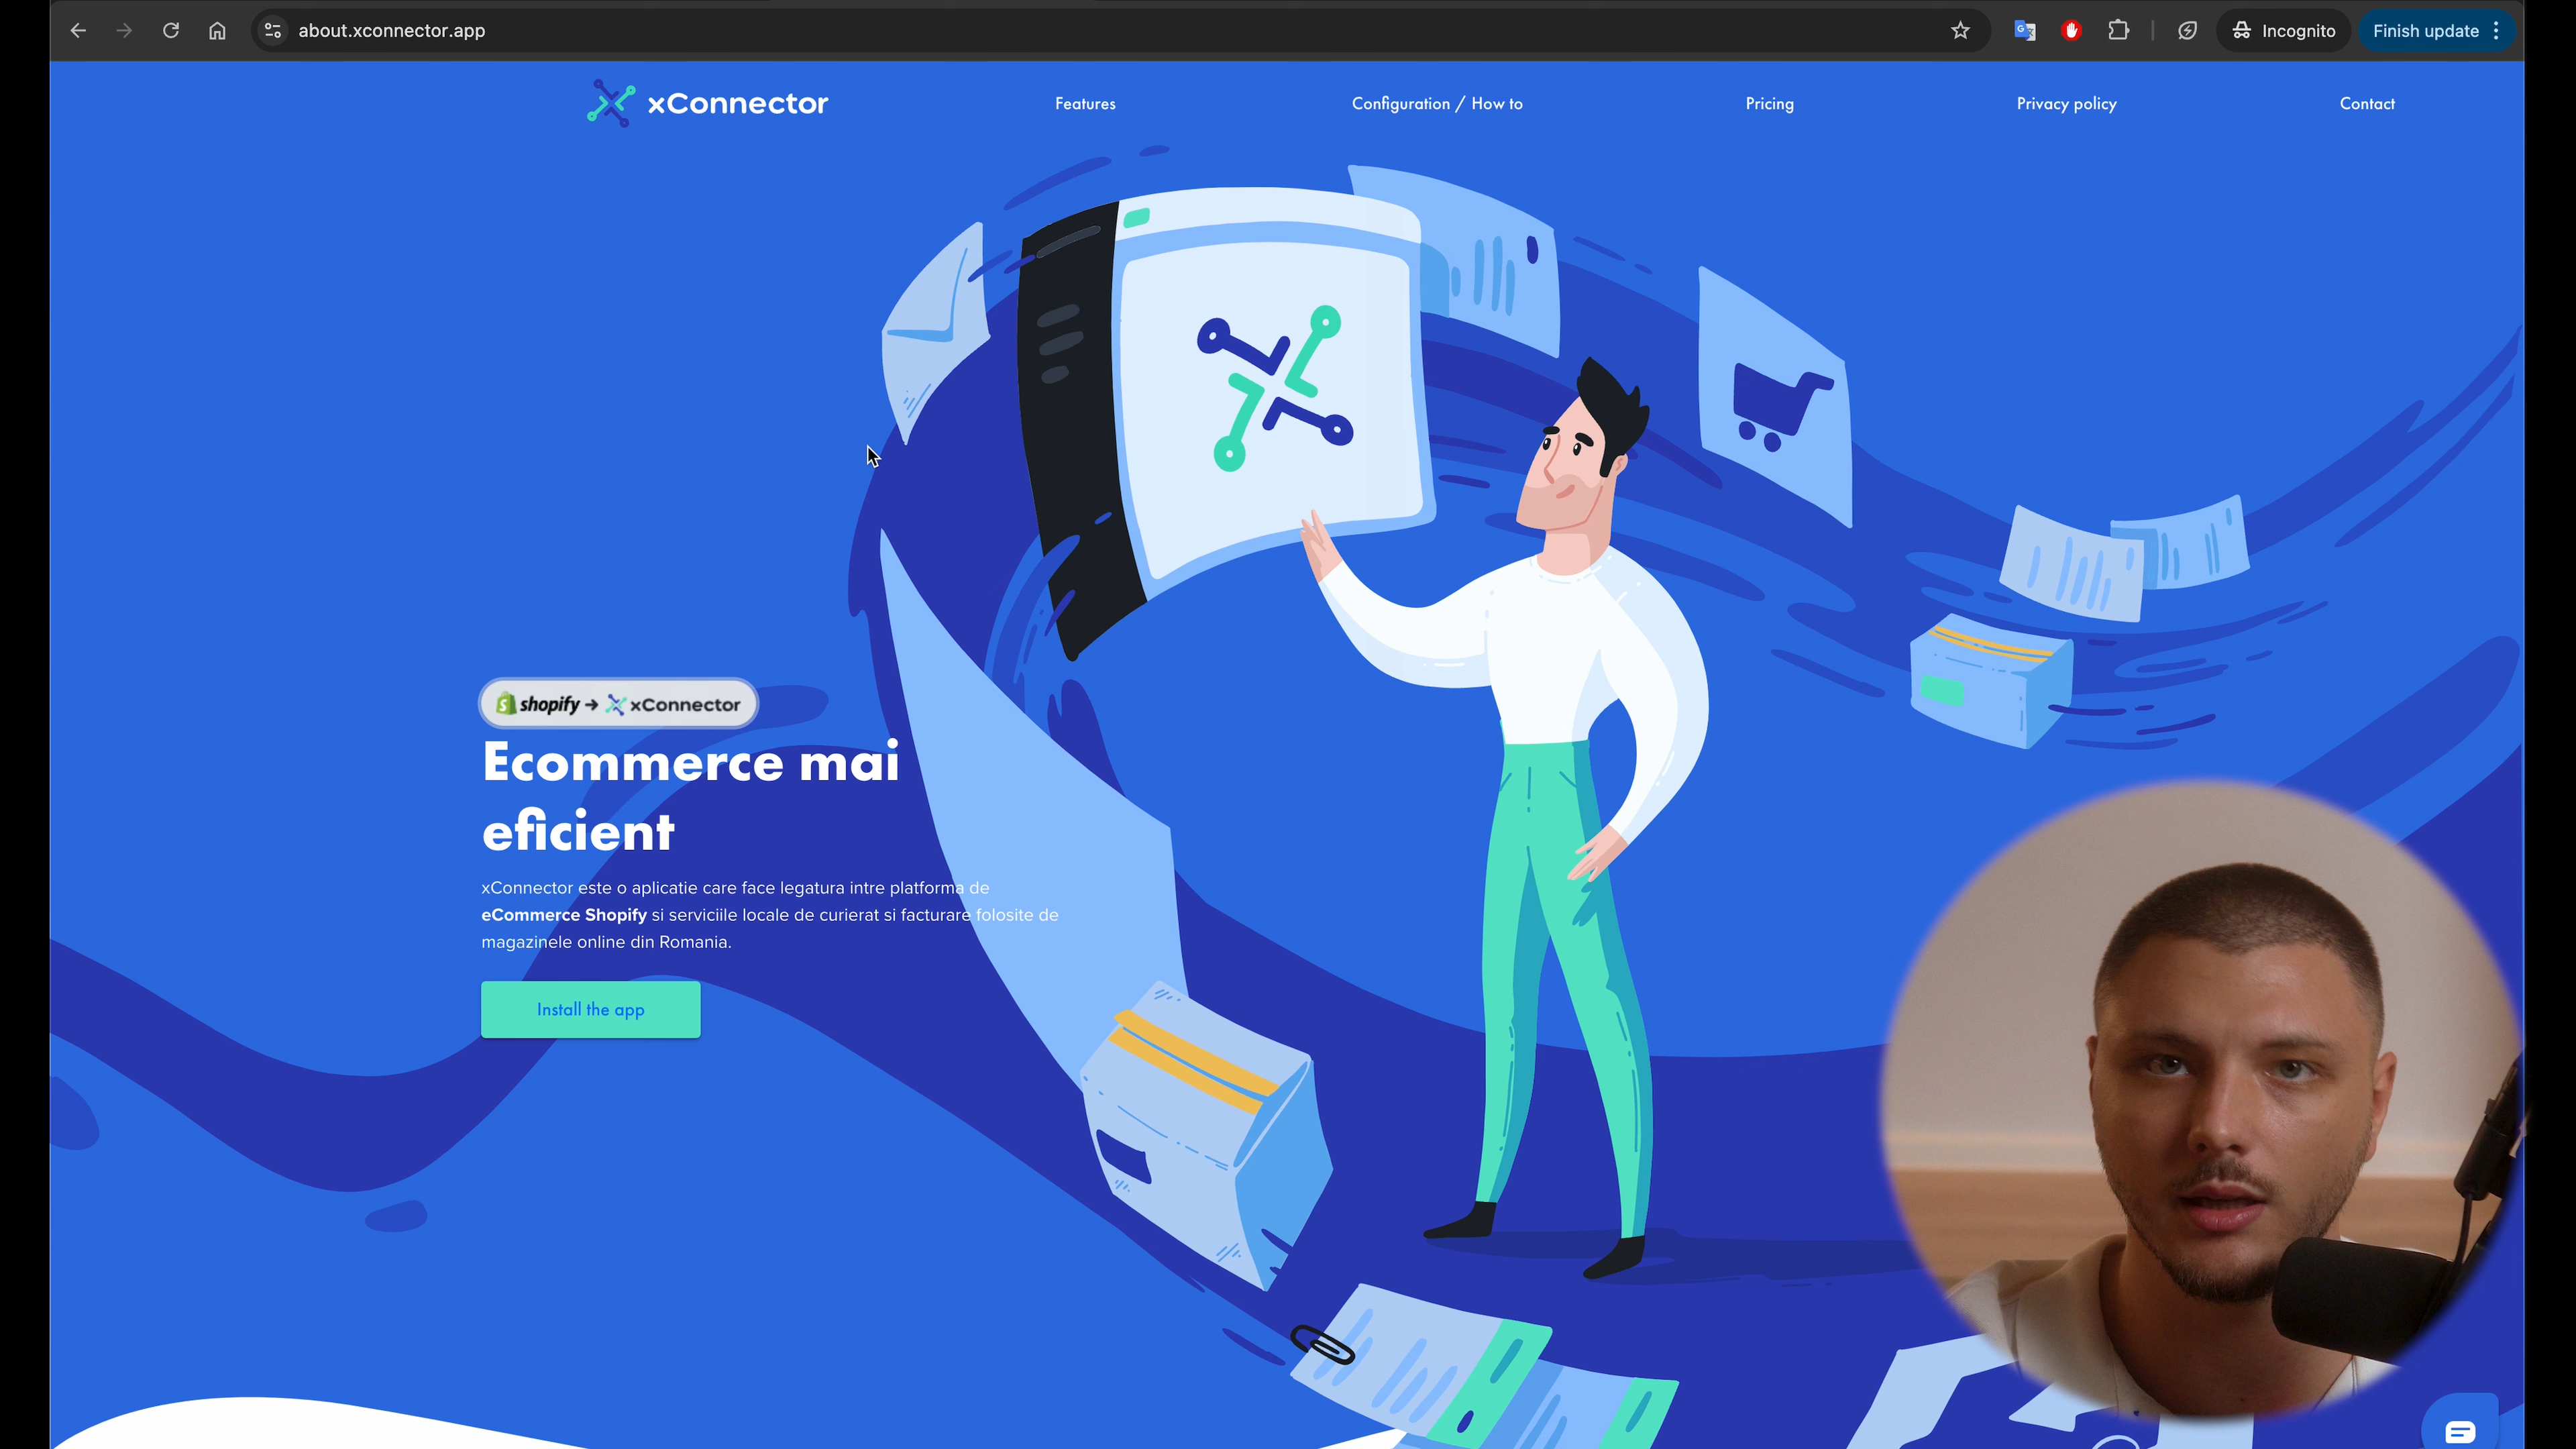 about.xconnector.app
Incognito
Finish update
xConnector
Features
Configuration / How to
Pricing
Privacy policy
Contact
shopify → xConnector
Ecommerce mai
eficient
xConnector este o aplicatie care face legatura intre platforma de
eCommerce Shopify si serviciile locale de curierat si facturare folosite de
magazinele online din Romania.
Install the app